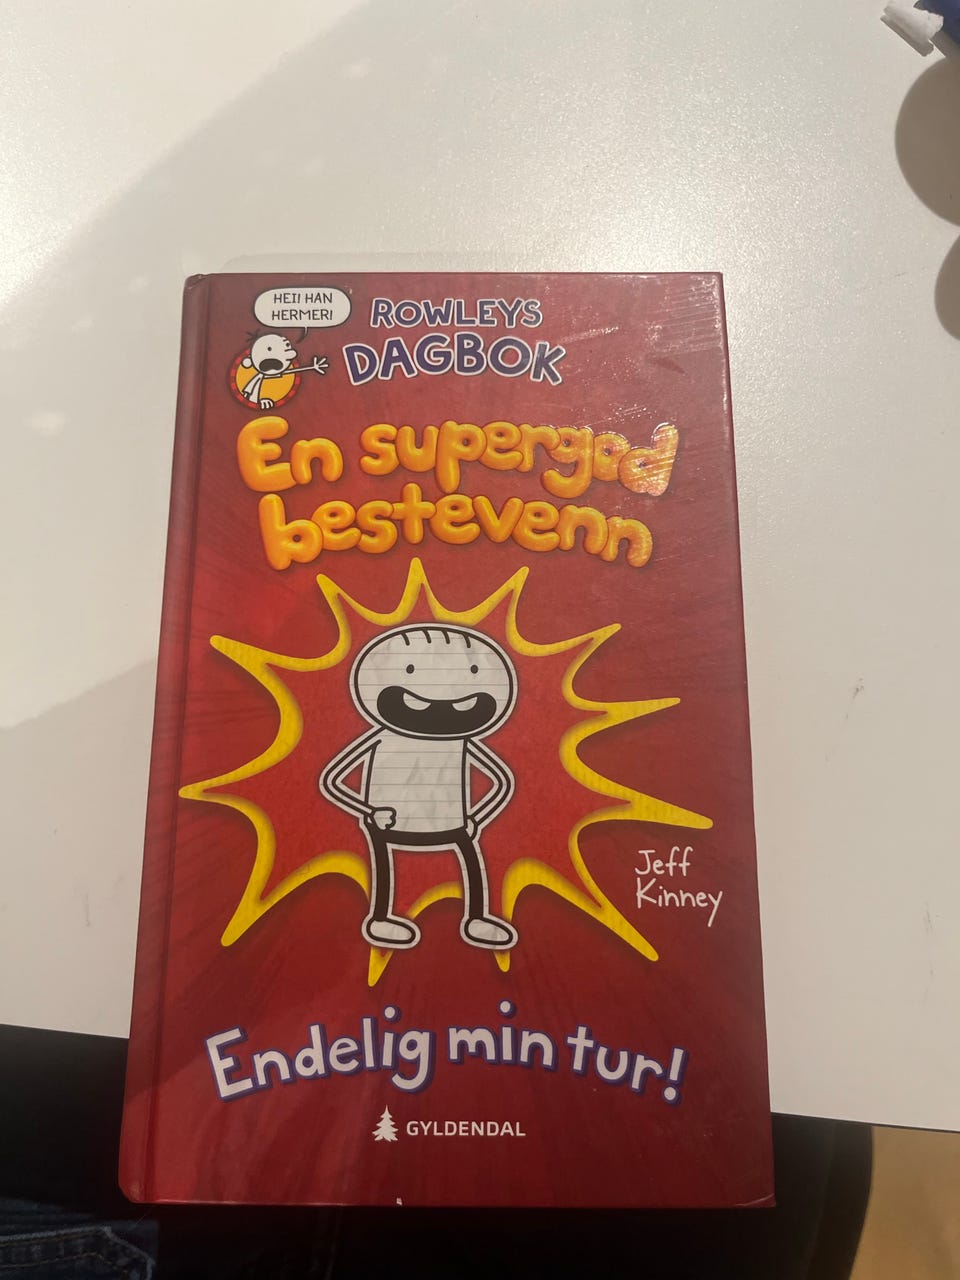 HEI! HAN
HERMER!
ROWLEYS
DAGBOK
En supergod
bestevenn
Jeff
Kinney
Endelig min tur!
GYLDENDAL